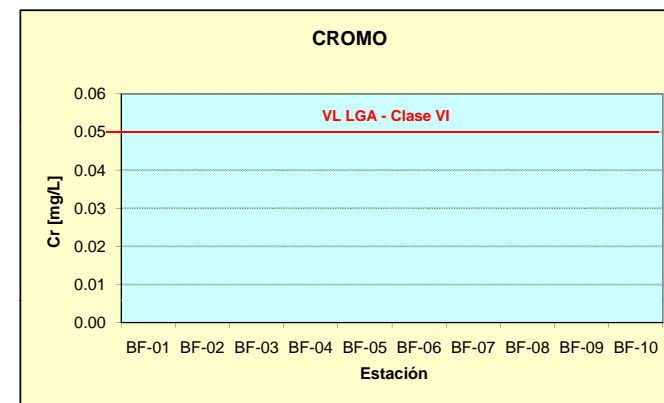 CROMO
0.06
VL LGA - Clase VI
0.05
0.04
0.03
0.02
0.01
0.00
Cr [mg/L]
BF-01 BF-02 BF-03 BF-04 BF-05 BF-06 BF-07 BF-08 BF-09 BF-10
Estación